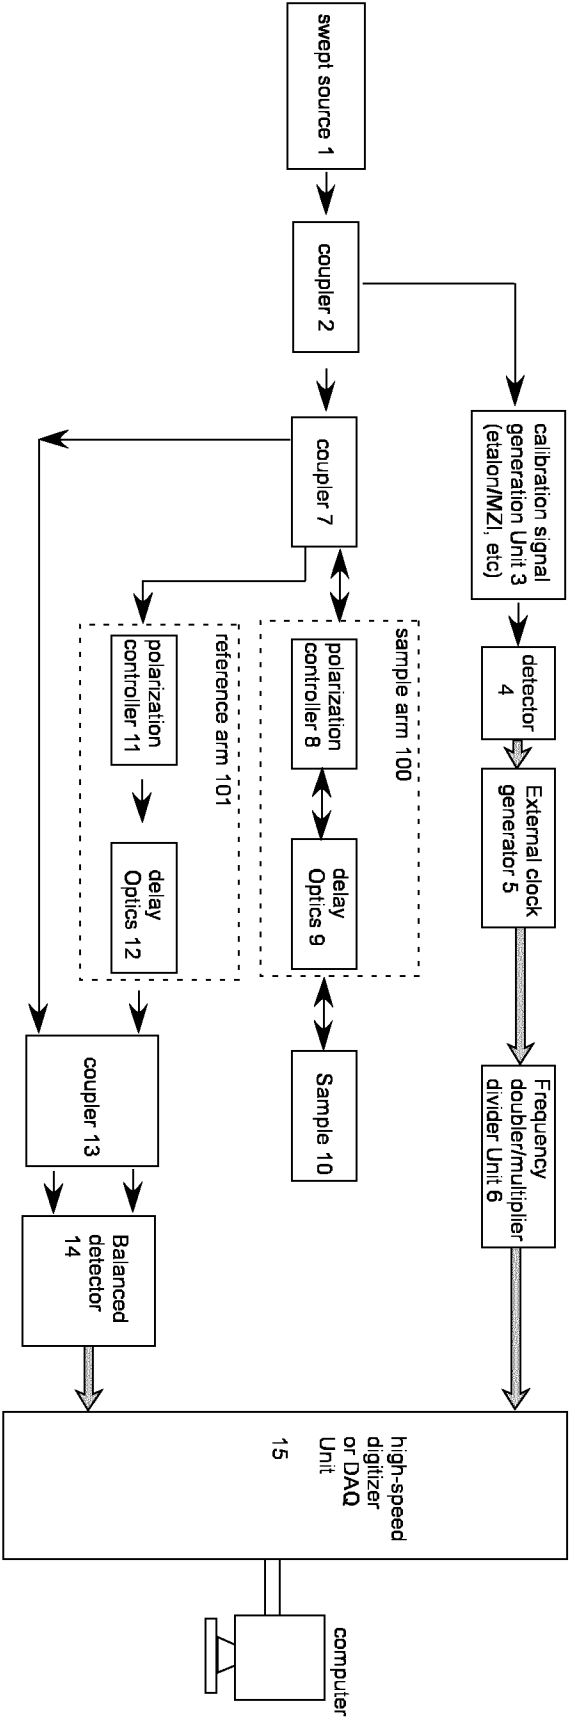 swept source 1
coupler 2
calibration signal
generation Unit 3
(etalon/MZI, etc)
detector
4
External clock
generator 5
Frequency
doubler/multiplier
divider Unit 6
coupler 7
sample arm 100
polarization
controller 8
delay
Optics 9
Sample 10
reference arm 101
polarization
controller 11
delay
Optics 12
coupler 13
Balanced
detector
14
high-speed
digitizer
or DAQ
Unit
15
computer